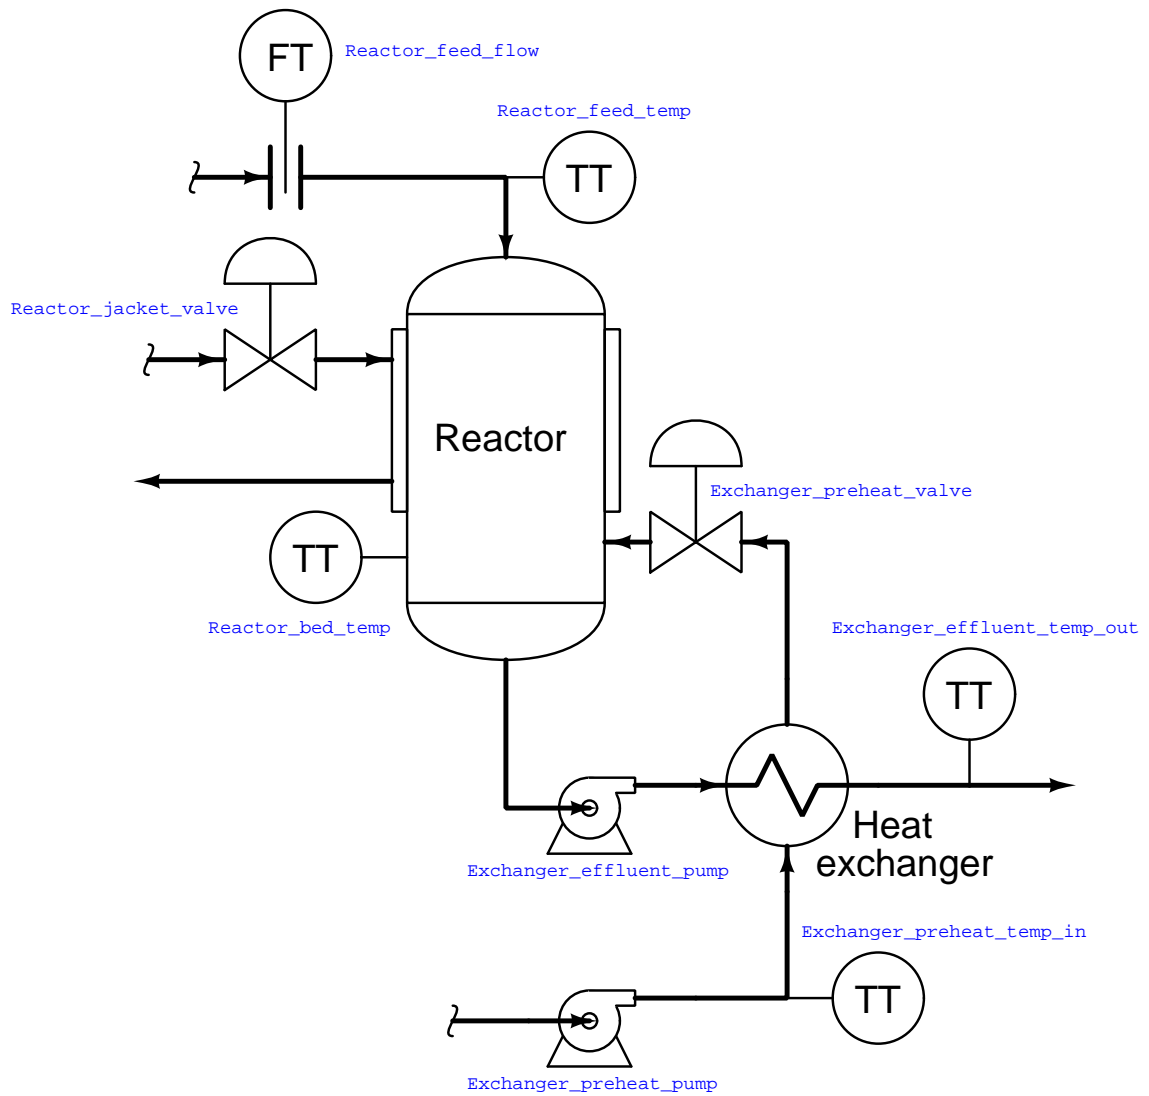 FT
Reactor_feed_flow
Reactor_feed_temp
TT
Reactor_jacket_valve
Reactor
Exchanger_preheat_valve
TT
Reactor_bed_temp
Exchanger_effluent_temp_out
TT
Heat
exchanger
Exchanger_effluent_pump
Exchanger_preheat_temp_in
TT
Exchanger_preheat_pump